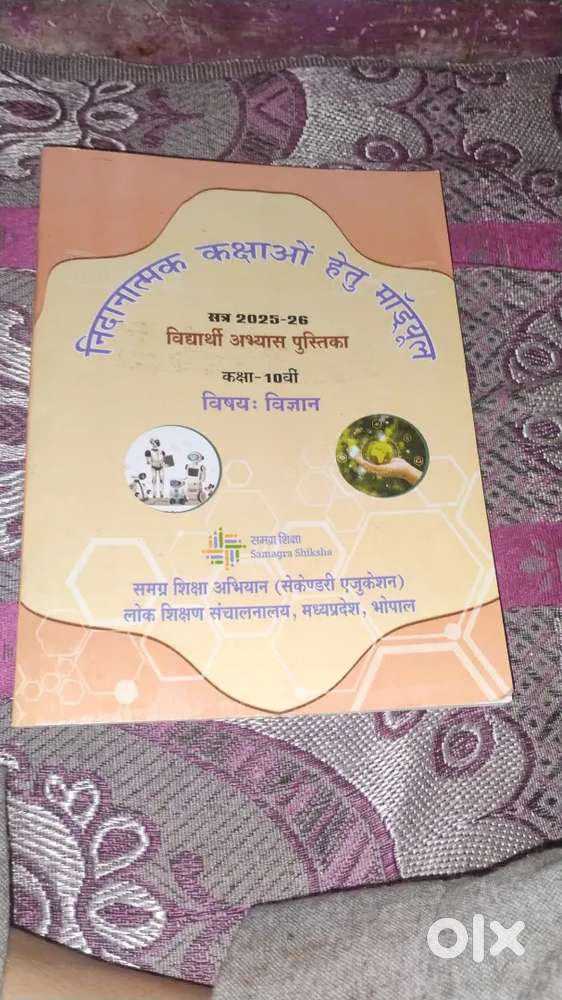 निदानात्मक कक्षाओं हेतु मॉड्यूल
सत्र 2025-26
विद्यार्थी अभ्यास पुस्तिका
कक्षा-10वीं
विषय: विज्ञान
समग्र शिक्षा
Samagra Shiksha
समग्र शिक्षा अभियान (सेकेण्डरी एजुकेशन)
लोक शिक्षण संचालनालय, मध्यप्रदेश, भोपाल
olx